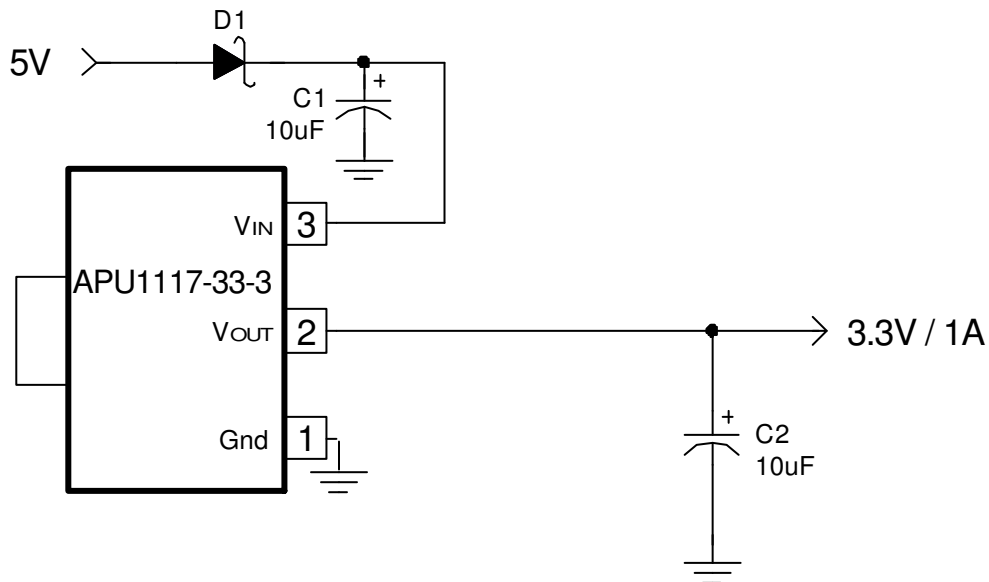 D1
5V
+
C1
10uF
VIN 3
APU1117-33-3
VOUT 2
3.3V / 1A
Gnd 1
+
C2
10uF